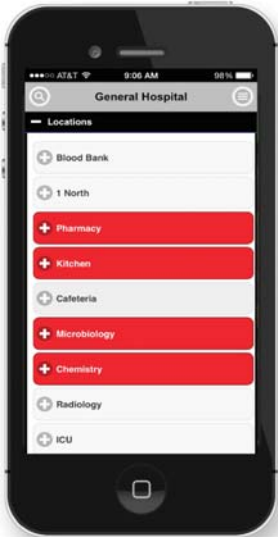 AT&T 9:06 AM 98%
General Hospital
Locations
Blood Bank
1 North
Pharmacy
Kitchen
Cafeteria
Microbiology
Chemistry
Radiology
ICU